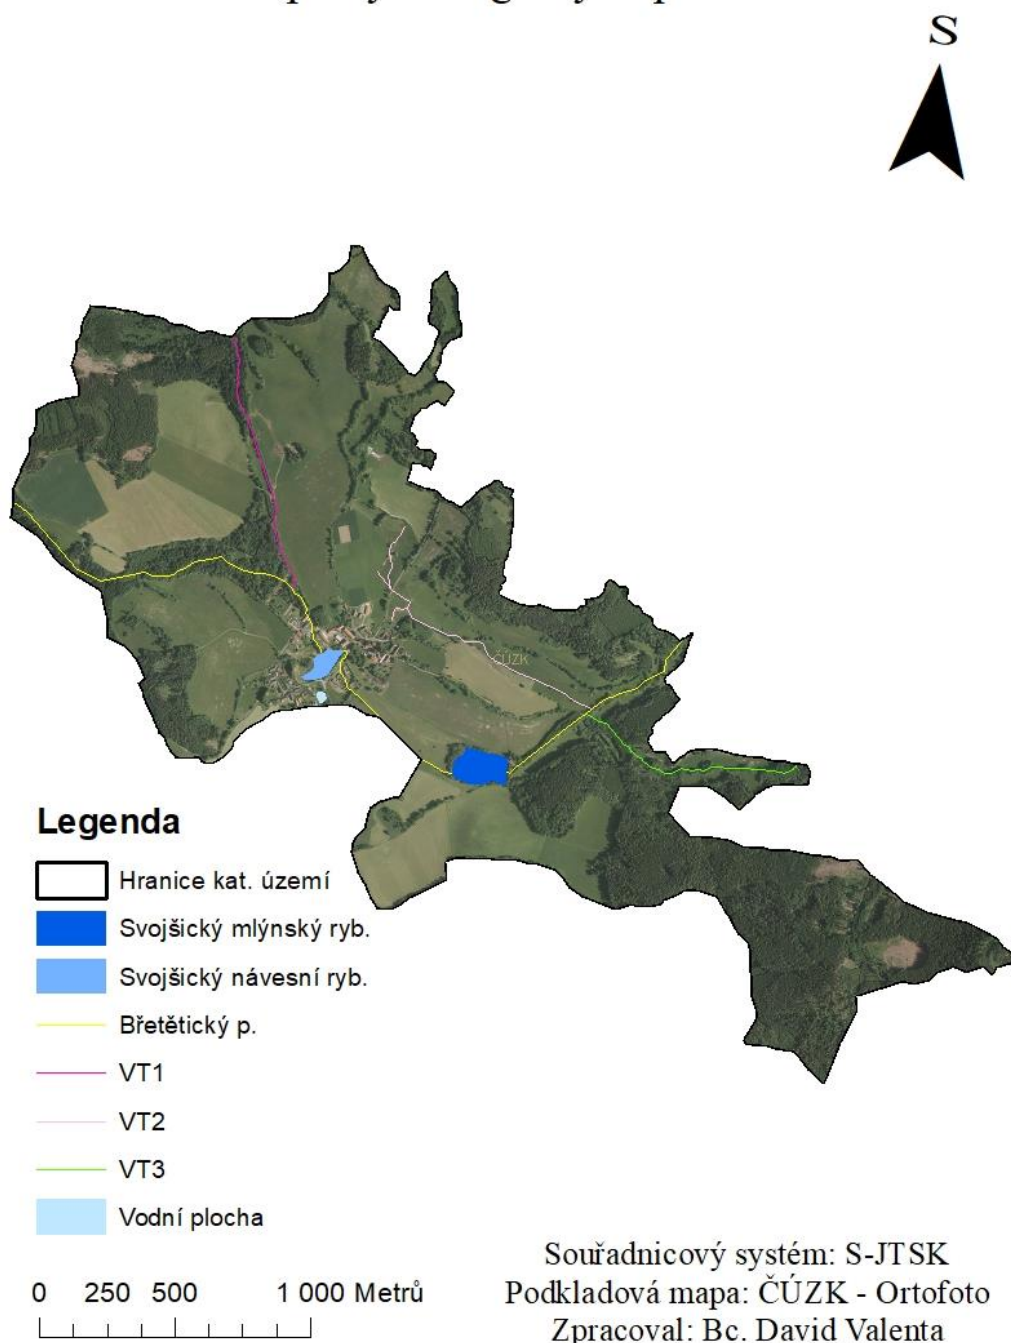 S
ČÚZK
Legenda
Hranice kat. území
Svojšický mlýnský ryb.
Svojšický návesní ryb.
Břetětický p.
VT1
VT2
VT3
Vodní plocha
0 250 500 1 000 Metrů
Souřadnicový systém: S-JTSK
Podkladová mapa: ČÚZK - Ortofoto
Zpracoval: Bc. David Valenta